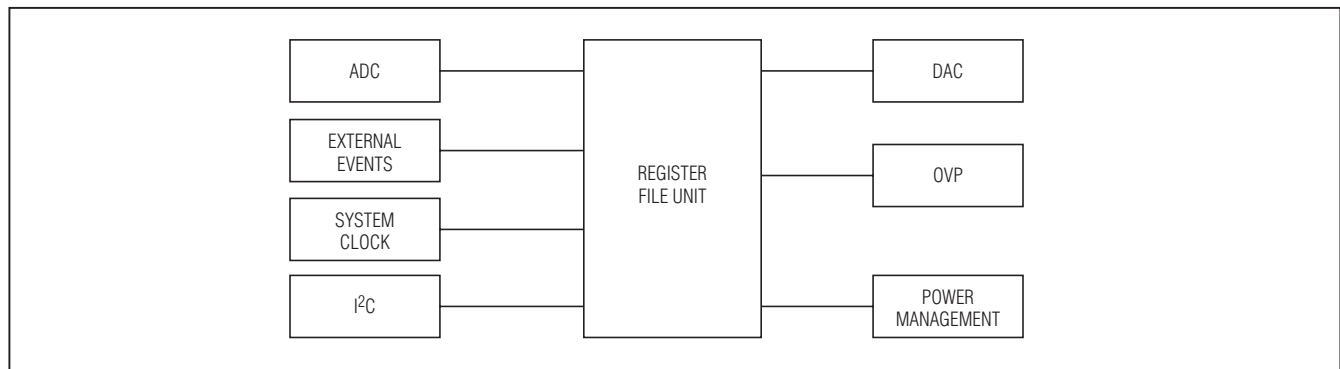 ADC
EXTERNAL
EVENTS
SYSTEM
CLOCK
I²C
REGISTER
FILE UNIT
DAC
OVP
POWER
MANAGEMENT